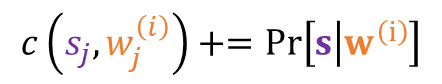 c(s_j, w_j^{(i)}) += Pr[𝐬|𝐰^{(i)}]